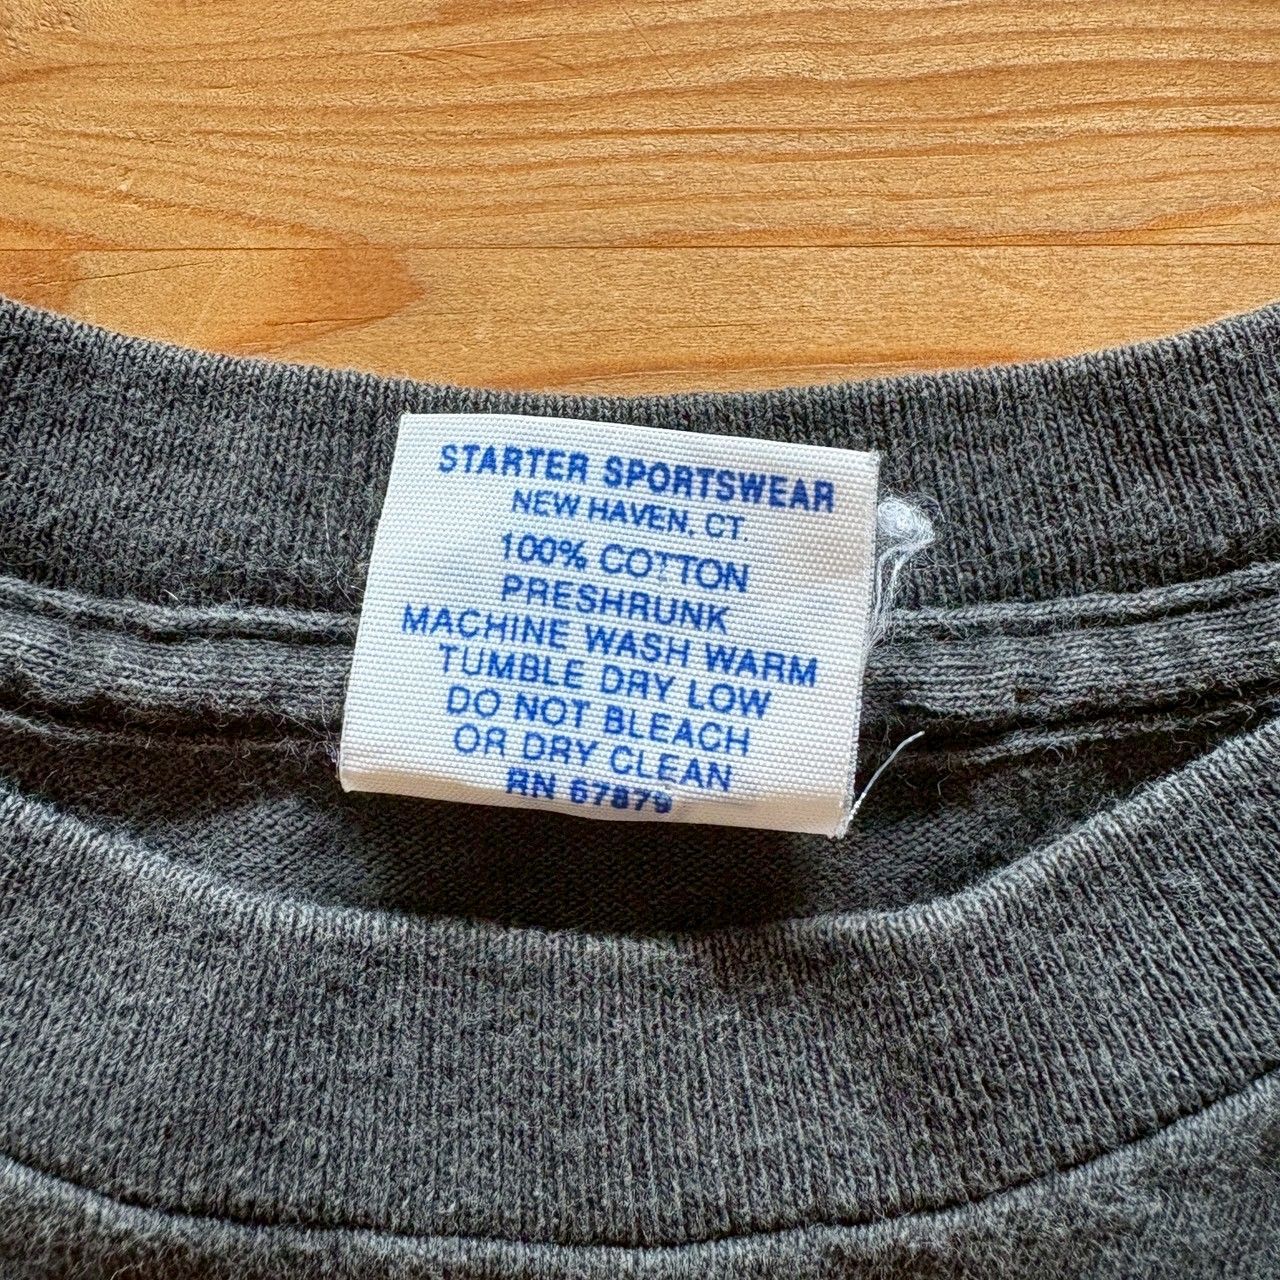 STARTER SPORTSWEAR
NEW HAVEN, CT.
100% COTTON
PRESHRUNK
MACHINE WASH WARM
TUMBLE DRY LOW
DO NOT BLEACH
OR DRY CLEAN
RN 67879